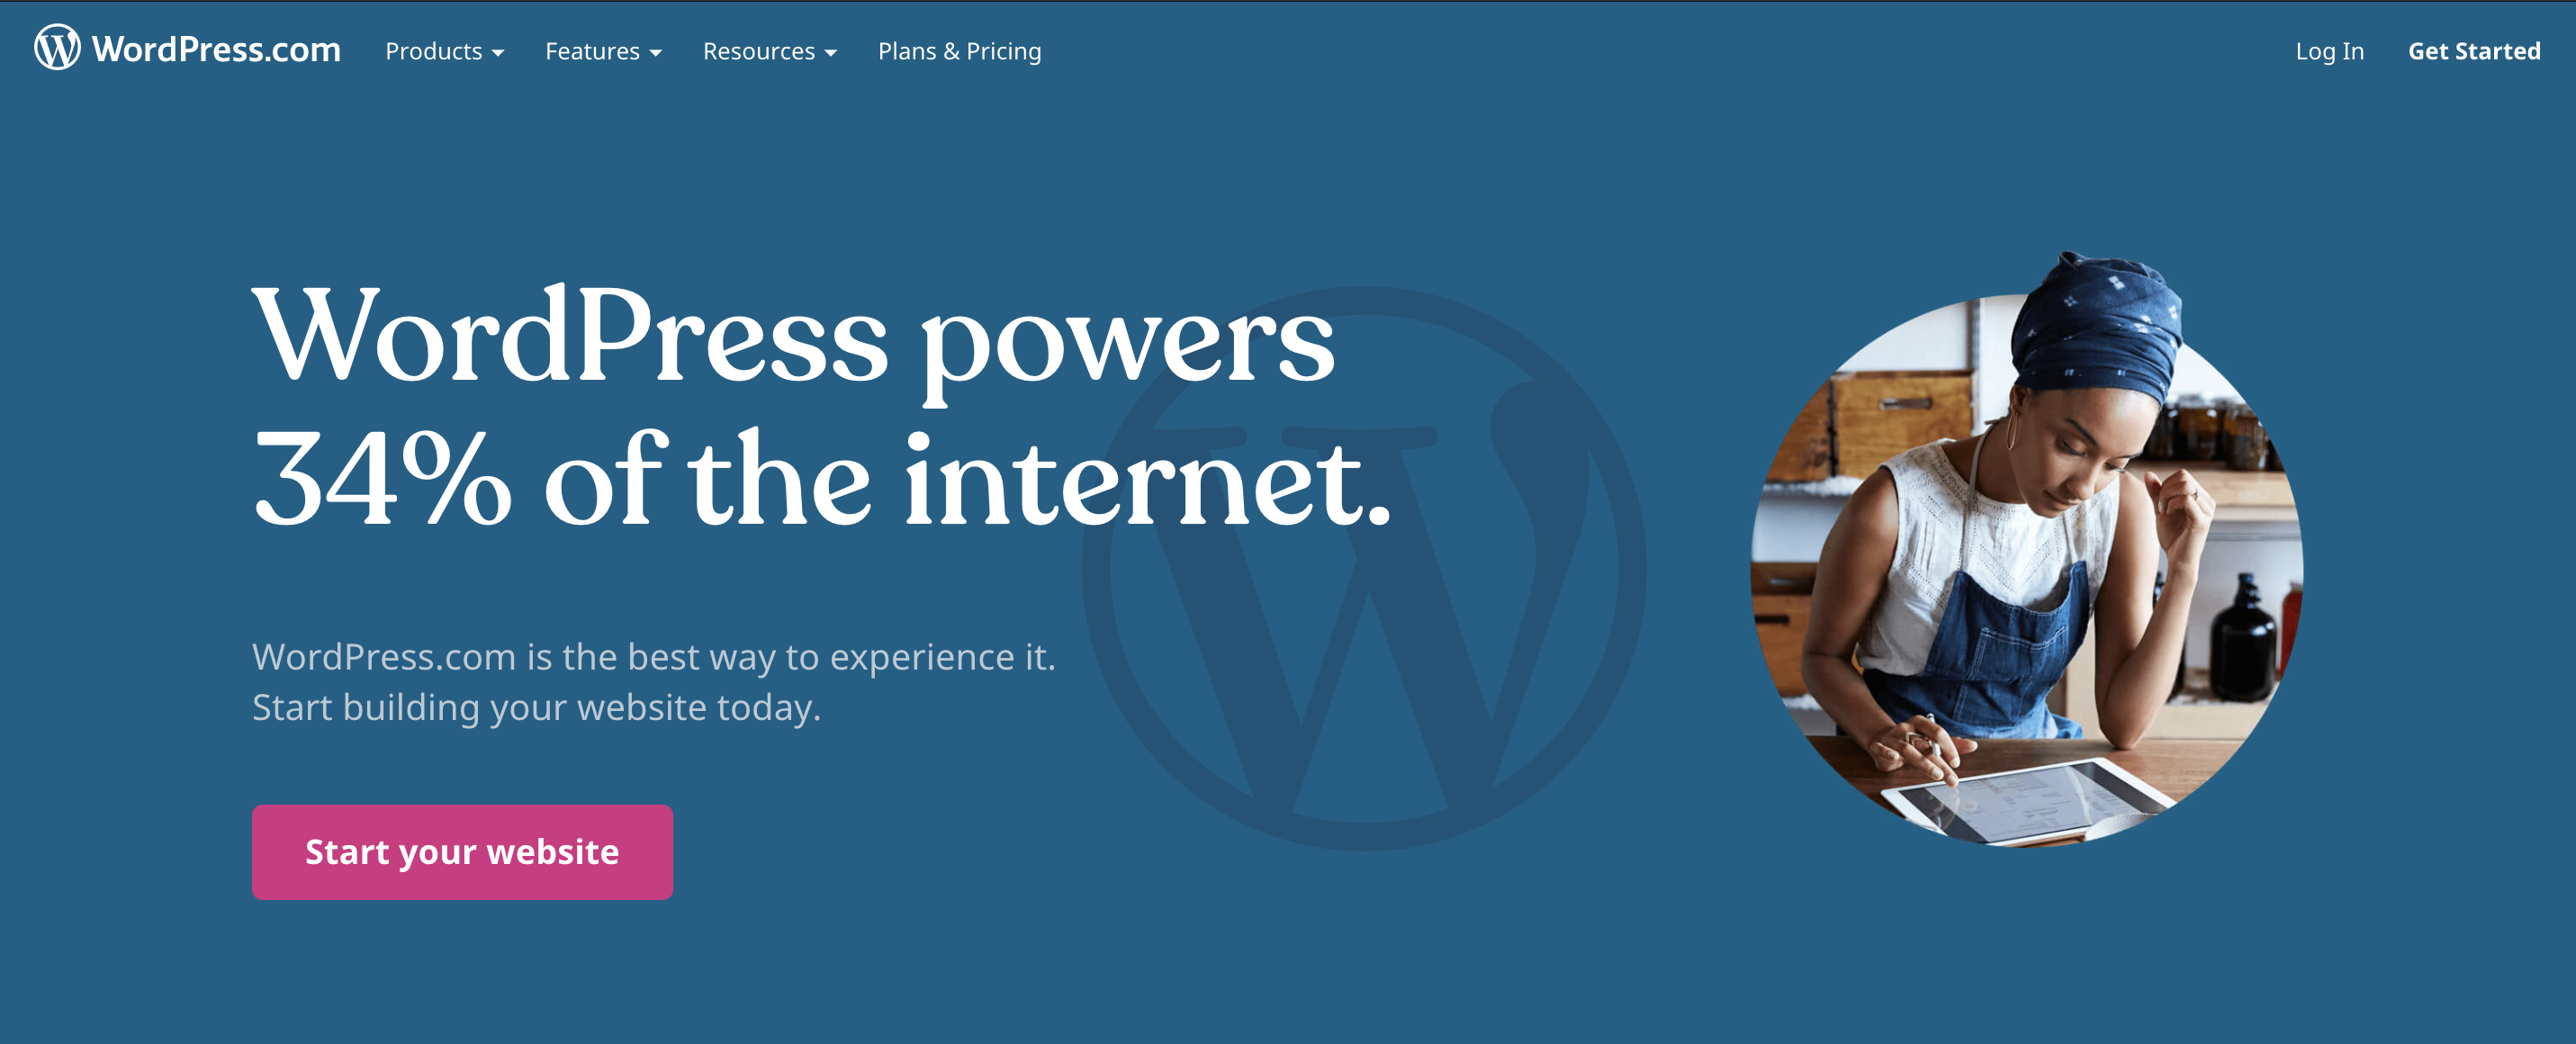 WordPress.com Products Features Resources Plans & Pricing Log In Get Started
WordPress powers
34% of the internet.
WordPress.com is the best way to experience it.
Start building your website today.
Start your website